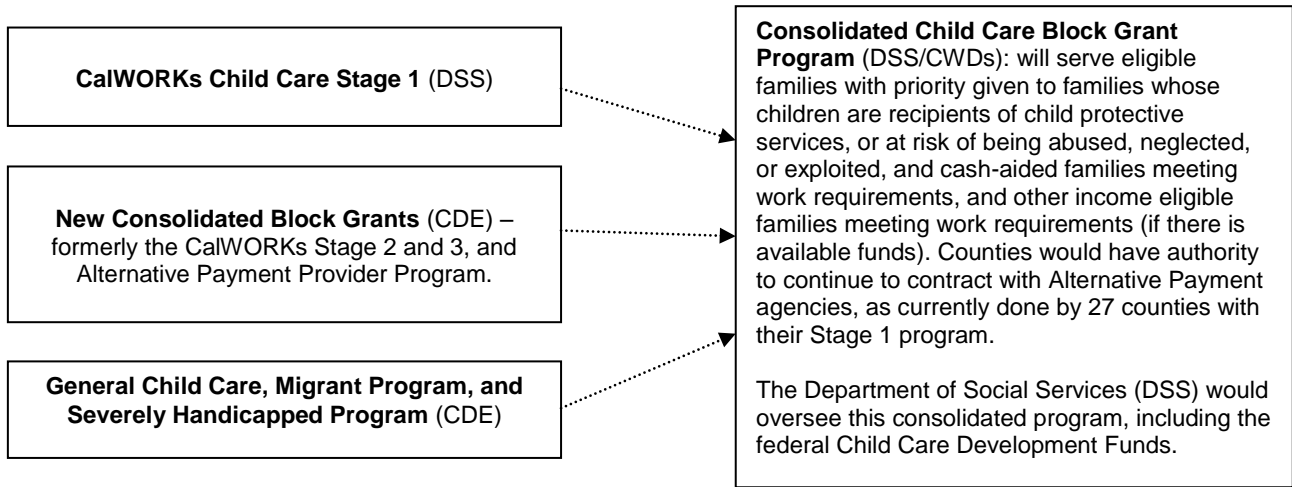 CalWORKs Child Care Stage 1 (DSS)
New Consolidated Block Grants (CDE) –
formerly the CalWORKs Stage 2 and 3, and
Alternative Payment Provider Program.
General Child Care, Migrant Program, and
Severely Handicapped Program (CDE)
Consolidated Child Care Block Grant
Program (DSS/CWDs): will serve eligible
families with priority given to families whose
children are recipients of child protective
services, or at risk of being abused, neglected,
or exploited, and cash-aided families meeting
work requirements, and other income eligible
families meeting work requirements (if there is
available funds). Counties would have authority
to continue to contract with Alternative Payment
agencies, as currently done by 27 counties with
their Stage 1 program.
The Department of Social Services (DSS) would
oversee this consolidated program, including the
federal Child Care Development Funds.